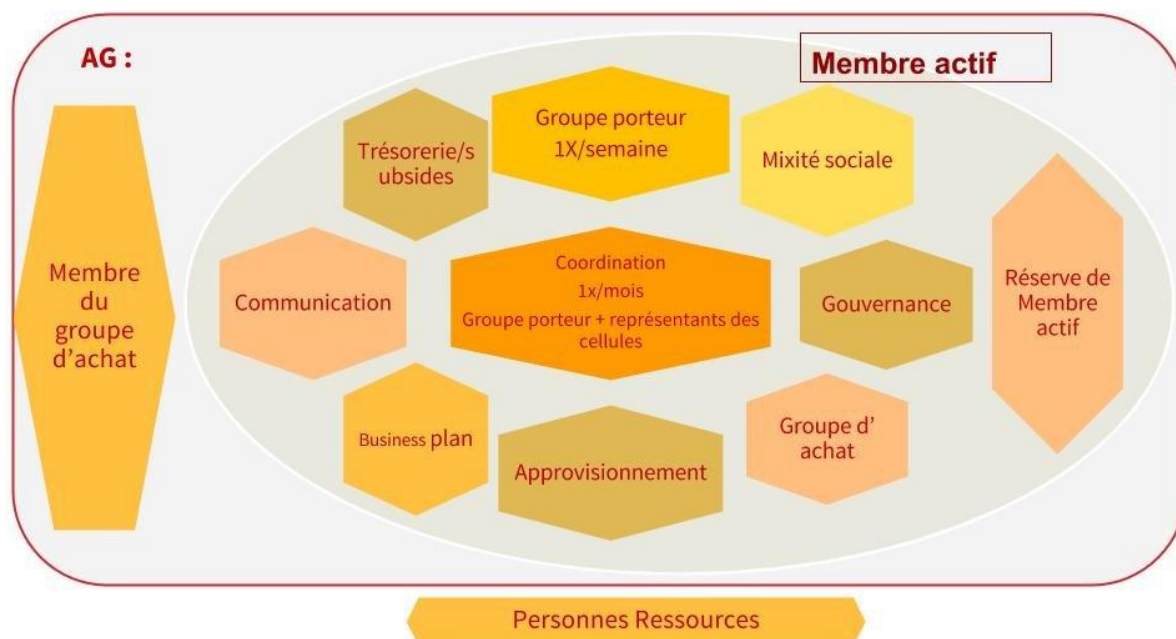 AG :
Membre actif
Groupe porteur
1X/semaine
Trésorerie/s
ubsides
Mixité sociale
Membre
du
groupe
d’achat
Communication
Coordination
1x/mois
Groupe porteur + représentants des
cellules
Gouvernance
Réserve de
Membre
actif
Business plan
Approvisionnement
Groupe d’
achat
Personnes Ressources